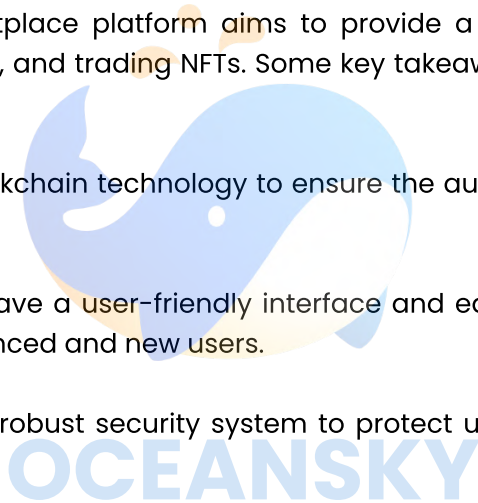 tplace platform aims to provide a
, and trading NFTs. Some key takeaw
kchain technology to ensure the au
ave a user-friendly interface and ea
nced and new users.
robust security system to protect u
OCEANSKY